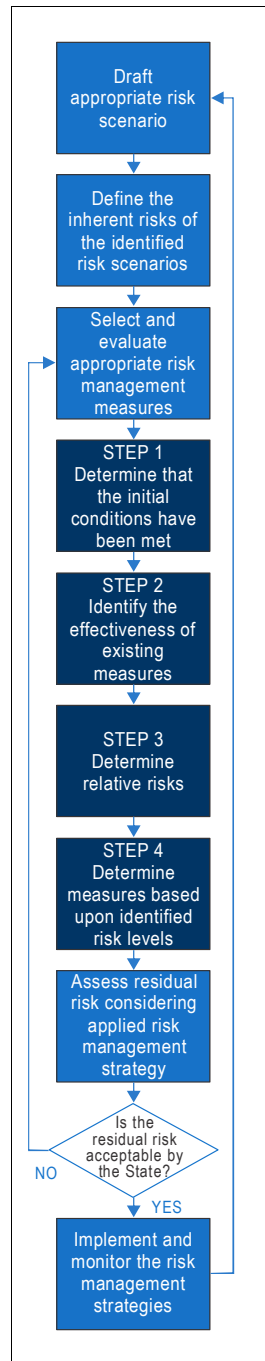 Draft
appropriate risk
scenario
Define the
inherent risks of
the identified
risk scenarios
Select and
evaluate
appropriate risk
management
measures
STEP 1
Determine that
the initial
conditions have
been met
STEP 2
Identify the
effectiveness of
existing
measures
STEP 3
Determine
relative risks
STEP 4
Determine
measures based
upon identified
risk levels
Assess residual
risk considering
applied risk
management
strategy
Is the
residual risk
acceptable by
the State?
NO
YES
Implement and
monitor the risk
management
strategies